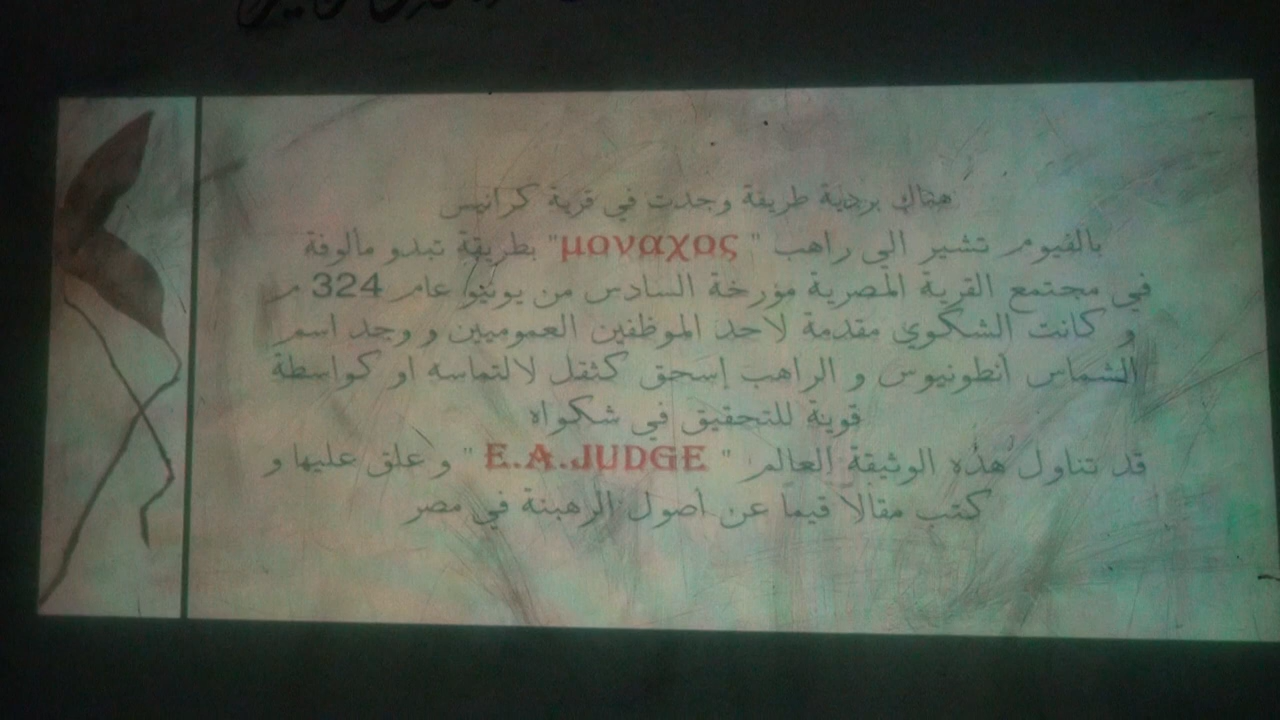 هناك بردية طريفة وجدت في قرية كرانيس
بالفيوم تشير الي راهب " μοναχος" بطريقة تبدو مألوفة
في مجتمع القرية المصرية مؤرخة السادس من يونيو عام 324 م
و كانت الشكوي مقدمة لاحد الموظفين العموميين و وجد اسم
الشماس أنطونيوس و الراهب إسحق كثقل لالتماسه او كواسطة
قوية للتحقيق في شكواه
قد تناول هذه الوثيقة العالم " E.A.JUDGE " و علق عليها و
كتب مقالا قيما عن أصول الرهبنة في مصر